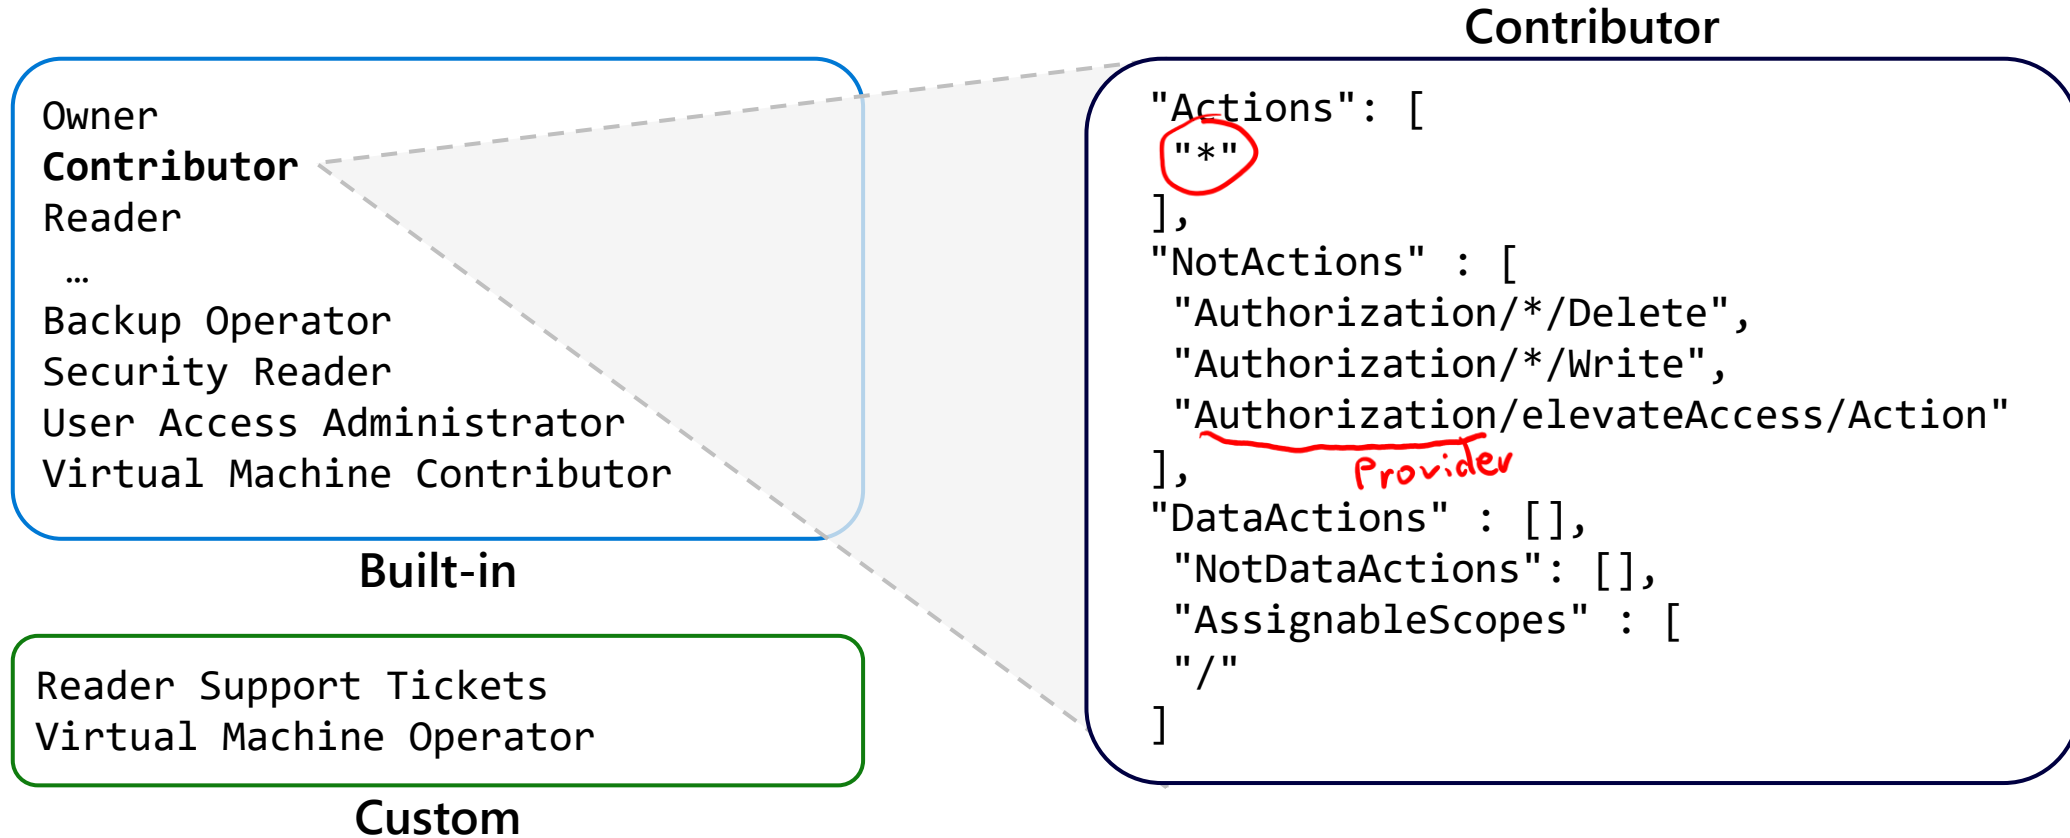 Owner
Contributor
Reader
…
Backup Operator
Security Reader
User Access Administrator
Virtual Machine Contributor
Built-in
Reader Support Tickets
Virtual Machine Operator
Custom
Contributor
"Actions": [
"*"
],
"NotActions" : [
"Authorization/*/Delete",
"Authorization/*/Write",
"Authorization/elevateAccess/Action"
],
Provider
"DataActions" : [],
"NotDataActions": [],
"AssignableScopes" : [
"/"
]